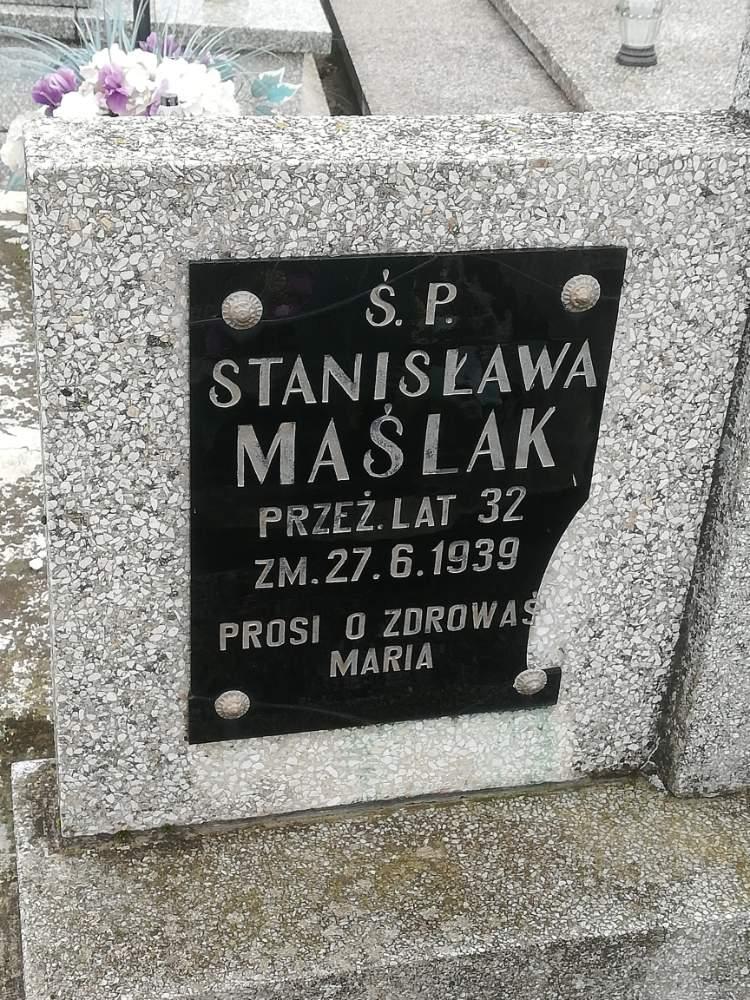 Ś. P.
STANISŁAWA
MAŚLAK
PRZEŻ. LAT 32
ZM. 27. 6. 1939
PROSI O ZDROWAŚ
MARIA